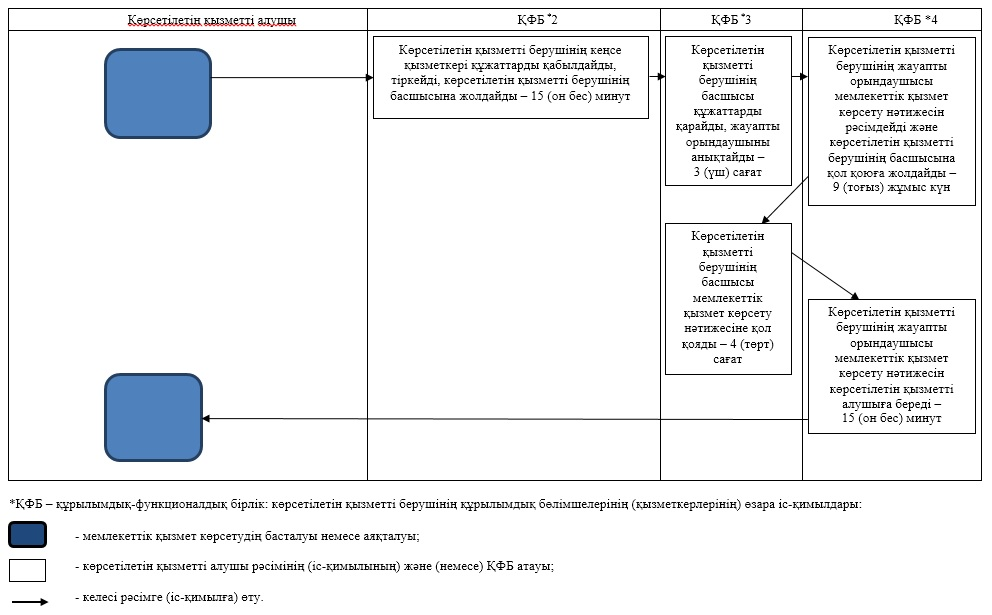 Көрсетілетін қызметті алушы
ҚФБ *2
ҚФБ *3
ҚФБ *4
Көрсетілетін қызметті берушінің кеңсе
қызметкері құжаттарды қабылдайды,
тіркейді, көрсетілетін қызметті берушінің
басшысына жолдайды – 15 (он бес) минут
Көрсетілетін
қызметті
берушінің
басшысы
құжаттарды
қарайды, жауапты
орындаушыны
анықтайды –
3 (үш) сағат
Көрсетілетін қызметті
берушінің жауапты
орындаушысы
мемлекеттік қызмет
көрсету нәтижесін
рәсімдейді және
көрсетілетін қызметті
берушінің басшысына
қол қоюға жолдайды –
9 (тоғыз) жұмыс күн
Көрсетілетін
қызметті
берушінің
басшысы
мемлекеттік
қызмет көрсету
нәтижесіне қол
қояды – 4 (төрт)
сағат
Көрсетілетін қызметті
берушінің жауапты
орындаушысы
мемлекеттік қызмет
көрсету нәтижесін
көрсетілетін қызметті
алушыға береді –
15 (он бес) минут
*ҚФБ – құрылымдық-функционалдық бірлік: көрсетілетін қызметті берушінің құрылымдық бөлімшелерінің (қызметкерлерінің) өзара іс-қимылдары:
- мемлекеттік қызмет көрсетудің басталуы немесе аяқталуы;
- көрсетілетін қызметті алушы рәсімінің (іс-қимылының) және (немесе) ҚФБ атауы;
- келесі рәсімге (іс-қимылға) өту.